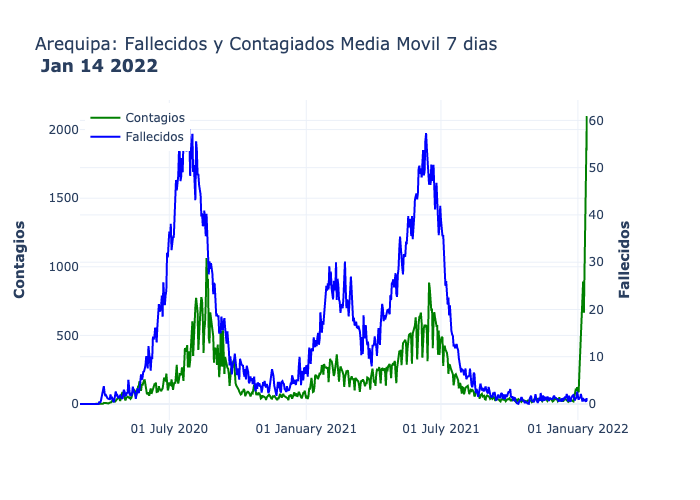 Arequipa: Fallecidos y Contagiados Media Movil 7 dias
Jan 14 2022
Contagios
Fallecidos
2000
1500
1000
500
0
60
50
40
30
20
10
0
Contagios
Fallecidos
01 July 2020
01 January 2021
01 July 2021
01 January 2022